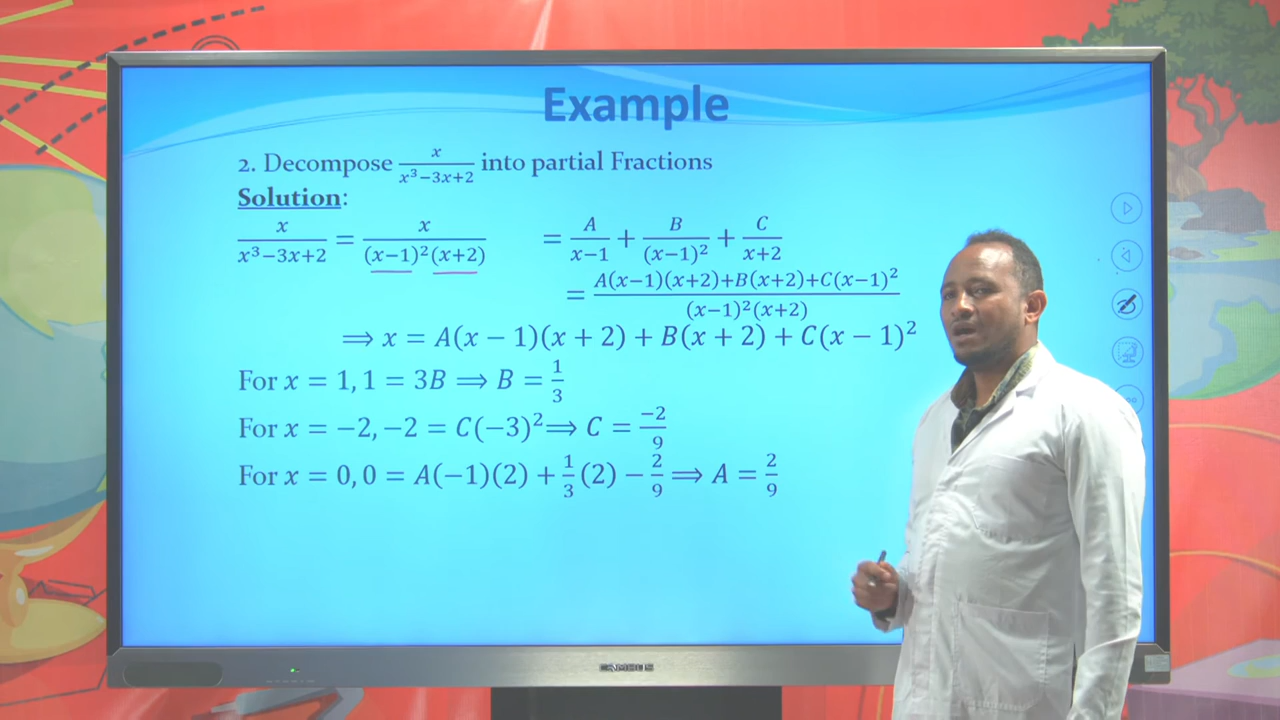 Example
2. Decompose x/(x³−3x+2) into partial Fractions
Solution:
x/(x³−3x+2) = x/((x−1)²(x+2)) = A/(x−1) + B/((x−1)²) + C/(x+2)
= (A(x−1)(x+2)+B(x+2)+C(x−1)²)/((x−1)²(x+2))
⟹ x = A(x − 1)(x + 2) + B(x + 2) + C(x − 1)²
For x = 1, 1 = 3B ⟹ B = 1/3
For x = −2, −2 = C(−3)² ⟹ C = −2/9
For x = 0, 0 = A(−1)(2) + 1/3(2) − 2/9 ⟹ A = 2/9